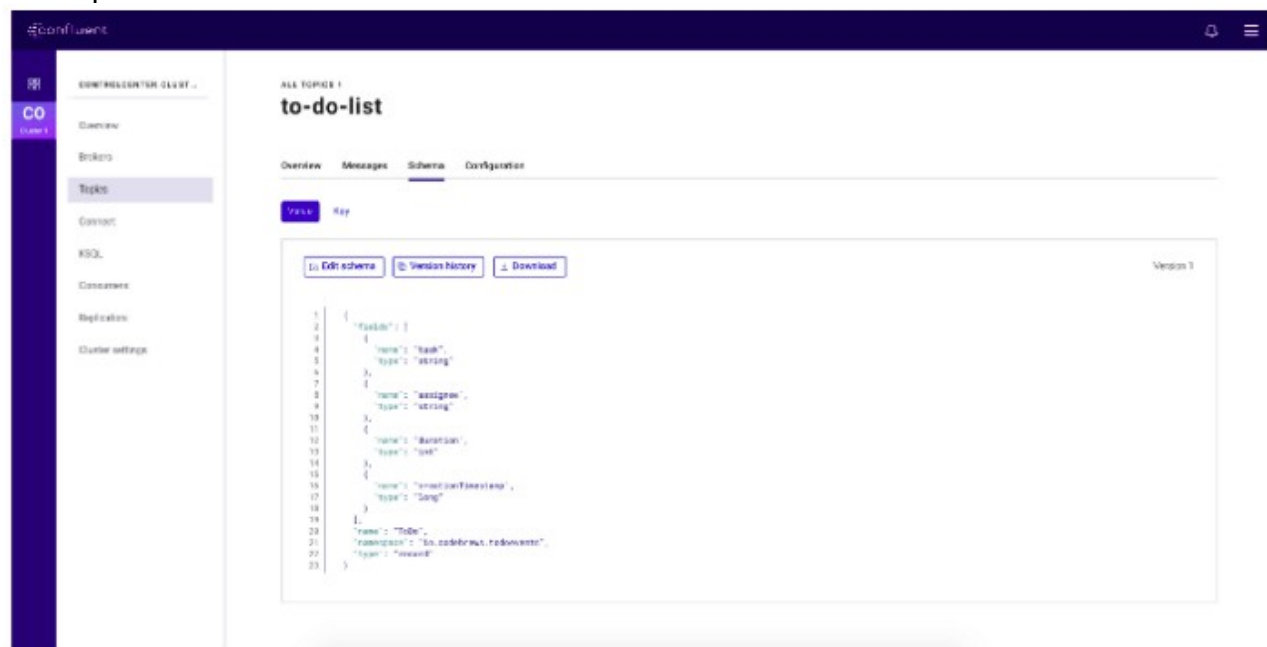 confluent
CONTROLCENTER CLUST...
CO
Cluster 1
Overview
Brokers
Topics
Connect
KSQL
Consumers
Replicators
Cluster settings
ALL TOPICS
to-do-list
Overview Messages Schema Configuration
Value Key
Edit schema Version history Download
Version 1
1 {
2 "fields": [
3 {
4 "name": "task",
5 "type": "string"
6 },
7 {
8 "name": "assignee",
9 "type": "string"
10 },
11 {
12 "name": "duration",
13 "type": "int"
14 },
15 {
16 "name": "creationTimestamp",
17 "type": "long"
18 }
19 ],
20 "name": "ToDo",
21 "namespace": "io.codebrews.todoevents",
22 "type": "record"
23 }